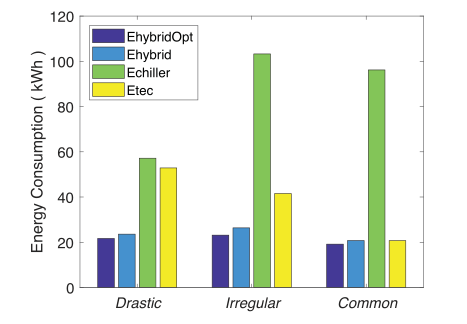 120
100
80
60
40
20
0
Energy Consumption ( kWh )
EhybridOpt
Ehybrid
Echiller
Etec
Drastic Irregular Common